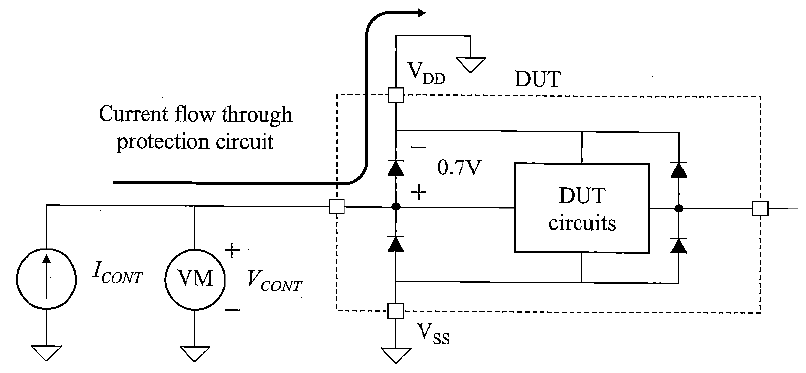 V_DD
DUT
Current flow through
protection circuit
−
0.7V
+
DUT
circuits
I_CONT
VM
+
V_CONT
−
V_SS